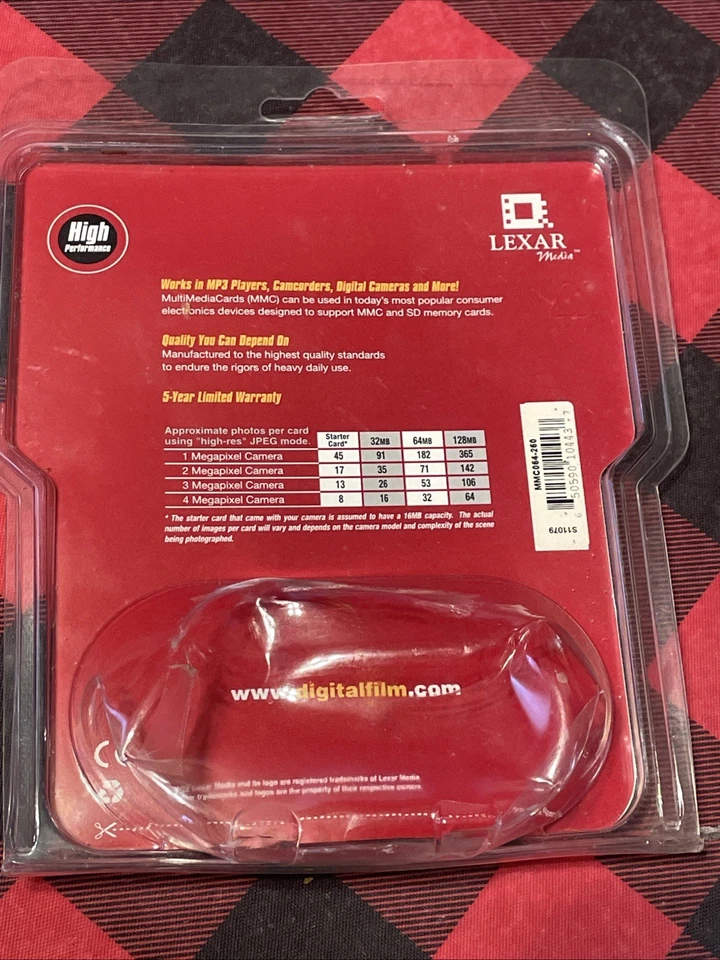 High
Performance
LEXAR
Media™
Works in MP3 Players, Camcorders, Digital Cameras and More!
MultiMediaCards (MMC) can be used in today's most popular consumer
electronics devices designed to support MMC and SD memory cards.
Quality You Can Depend On
Manufactured to the highest quality standards
to endure the rigors of heavy daily use.
5-Year Limited Warranty
Approximate photos per card
using "high-res" JPEG mode.
Starter
Card* 32MB 64MB 128MB
1 Megapixel Camera 45 91 182 365
2 Megapixel Camera 17 35 71 142
3 Megapixel Camera 13 26 53 106
4 Megapixel Camera 8 16 32 64
* The starter card that came with your camera is assumed to have a 16MB capacity. The actual
number of images per card will vary and depends on the camera model and complexity of the scene
being photographed.
MMC064-260
6 50590 10443 7
S11079
www.digitalfilm.com
CE
Lexar Media and its logo are registered trademarks of Lexar Media
trademarks and logos are the property of their respective owners